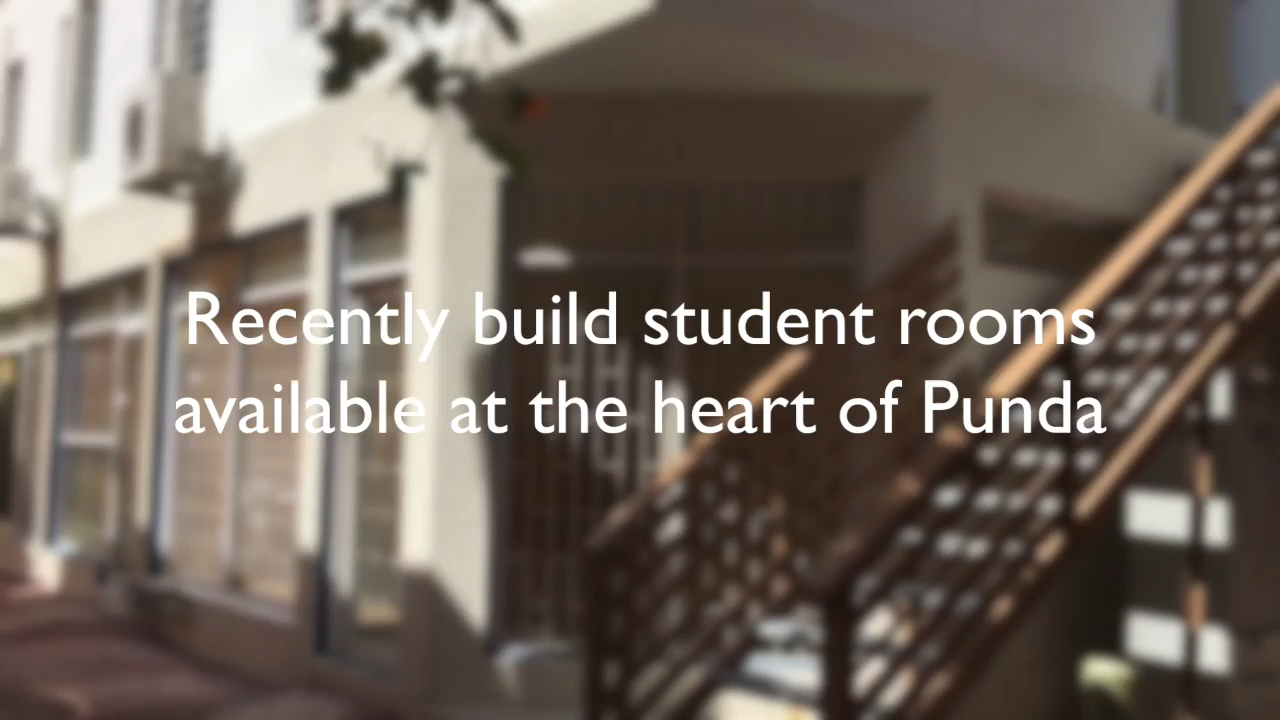 Recently build student rooms
available at the heart of Punda